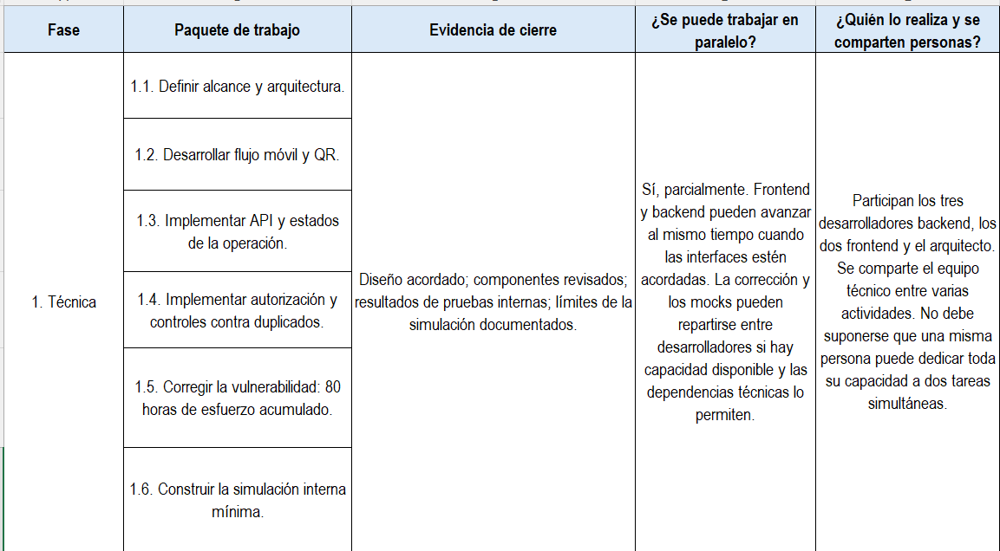 Fase
Paquete de trabajo
Evidencia de cierre
¿Se puede trabajar en
paralelo?
¿Quién lo realiza y se
comparten personas?
1. Técnica
1.1. Definir alcance y arquitectura.
1.2. Desarrollar flujo móvil y QR.
1.3. Implementar API y estados
de la operación.
1.4. Implementar autorización y
controles contra duplicados.
1.5. Corregir la vulnerabilidad: 80
horas de esfuerzo acumulado.
1.6. Construir la simulación interna
mínima.
Diseño acordado; componentes revisados;
resultados de pruebas internas; límites de la
simulación documentados.
Sí, parcialmente. Frontend
y backend pueden avanzar
al mismo tiempo cuando
las interfaces estén
acordadas. La corrección y
los mocks pueden
repartirse entre
desarrolladores si hay
capacidad disponible y las
dependencias técnicas lo
permiten.
Participan los tres
desarrolladores backend, los
dos frontend y el arquitecto.
Se comparte el equipo
técnico entre varias
actividades. No debe
suponerse que una misma
persona puede dedicar toda
su capacidad a dos tareas
simultáneas.